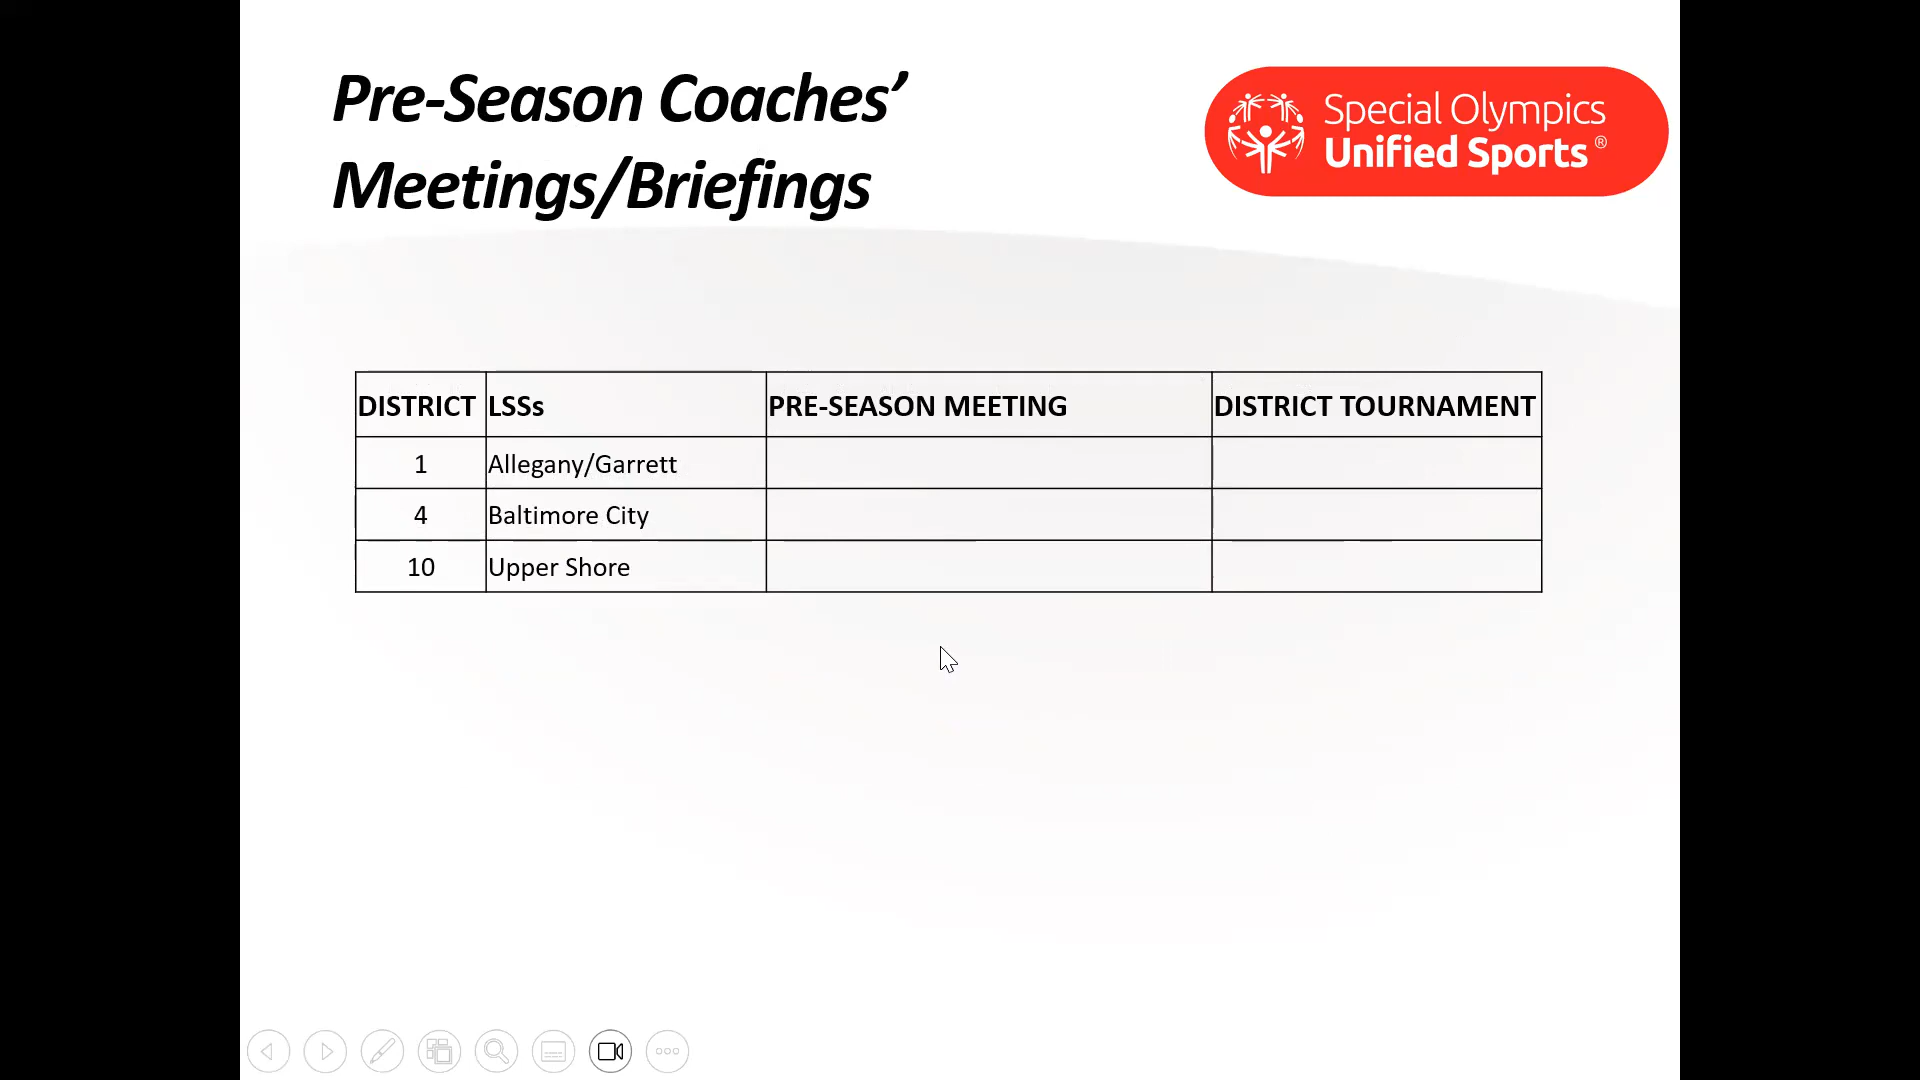 Pre-Season Coaches’
Meetings/Briefings
Special Olympics
Unified Sports ®
DISTRICT LSSs PRE-SEASON MEETING DISTRICT TOURNAMENT
1 Allegany/Garrett
4 Baltimore City
10 Upper Shore